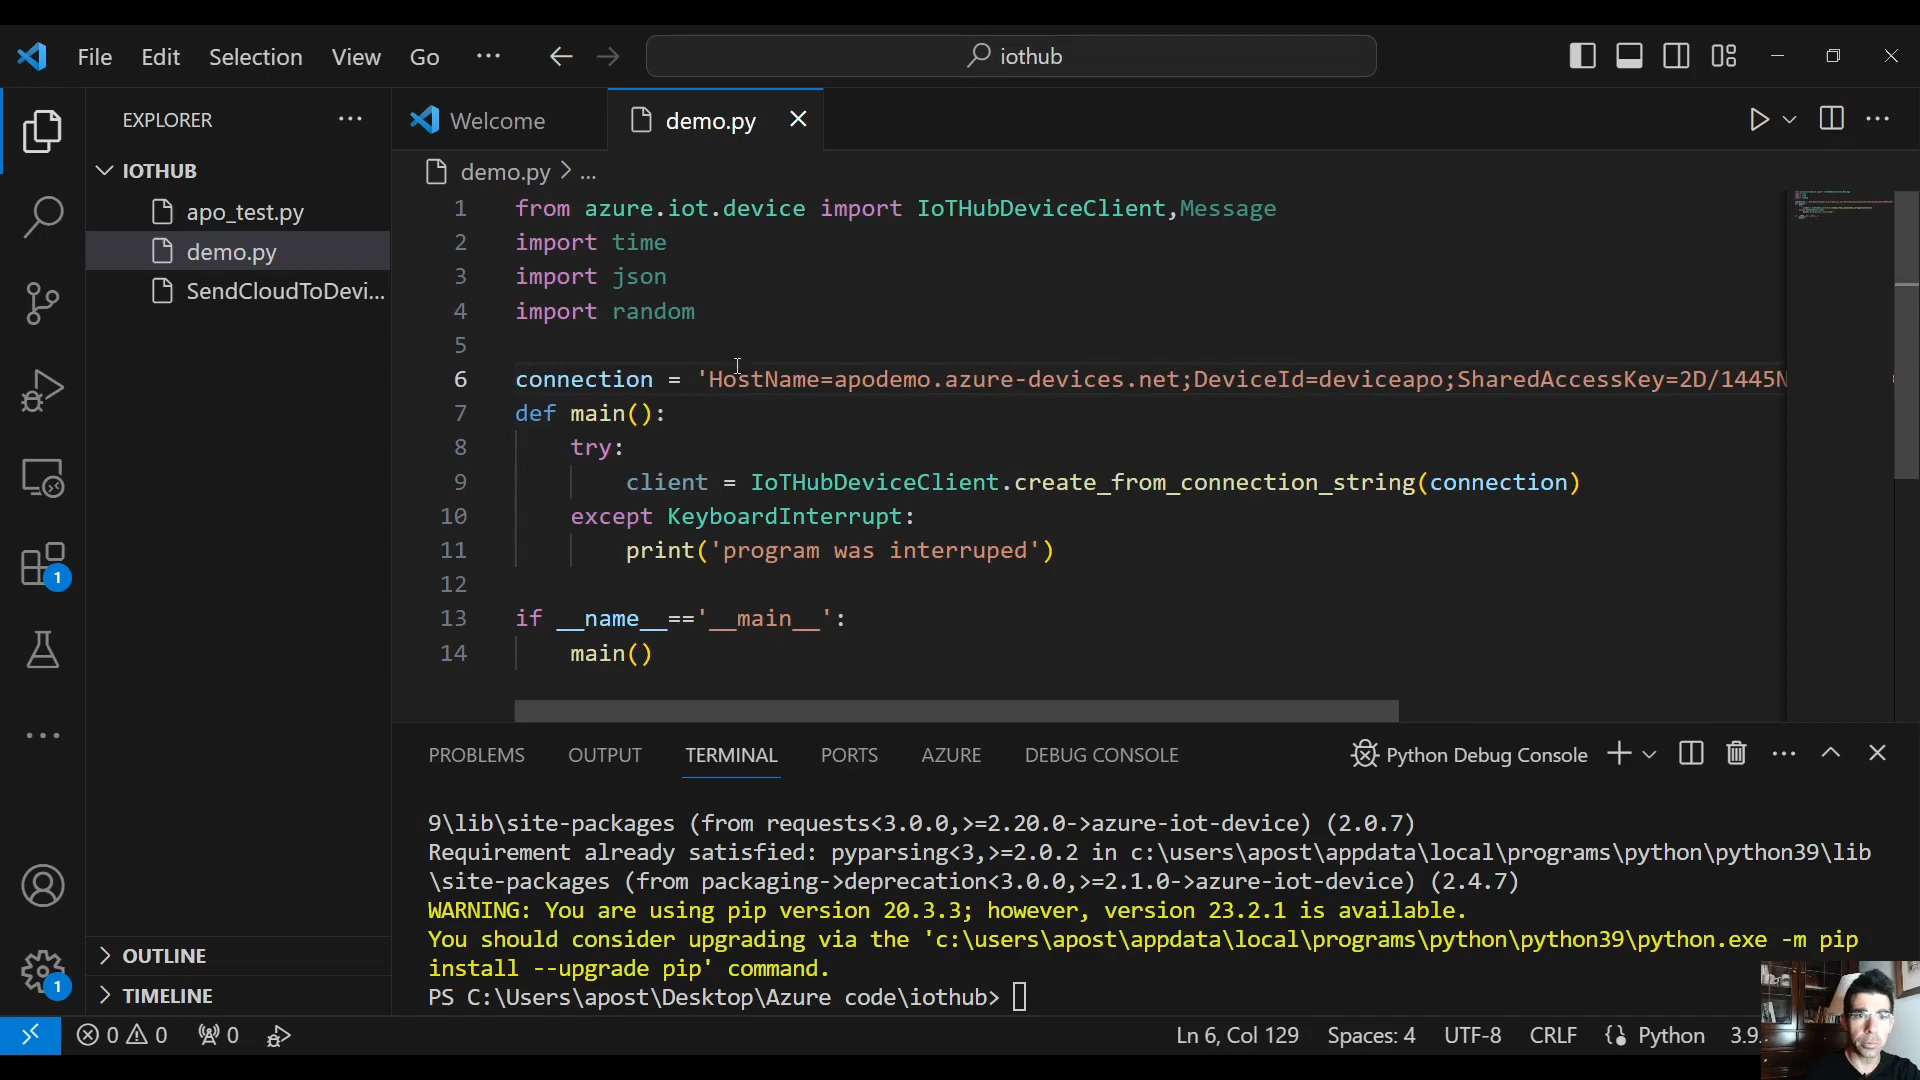 File Edit Selection View Go ...
iothub
EXPLORER ...
Welcome
demo.py
IOTHUB
apo_test.py
demo.py
SendCloudToDevi...
demo.py > ...
1 from azure.iot.device import IoTHubDeviceClient,Message
2 import time
3 import json
4 import random
5
6 connection = 'HostName=apodemo.azure-devices.net;DeviceId=deviceapo;SharedAccessKey=2D/1445N
7 def main():
8 try:
9 client = IoTHubDeviceClient.create_from_connection_string(connection)
10 except KeyboardInterrupt:
11 print('program was interruped')
12
13 if __name__=='__main__':
14 main()
PROBLEMS OUTPUT TERMINAL PORTS AZURE DEBUG CONSOLE
Python Debug Console
9\lib\site-packages (from requests<3.0.0,>=2.20.0->azure-iot-device) (2.0.7)
Requirement already satisfied: pyparsing<3,>=2.0.2 in c:\users\apost\appdata\local\programs\python\python39\lib
\site-packages (from packaging->deprecation<3.0.0,>=2.1.0->azure-iot-device) (2.4.7)
WARNING: You are using pip version 20.3.3; however, version 23.2.1 is available.
You should consider upgrading via the 'c:\users\apost\appdata\local\programs\python\python39\python.exe -m pip
install --upgrade pip' command.
PS C:\Users\apost\Desktop\Azure code\iothub>
1
1
OUTLINE
TIMELINE
0 0 0
Ln 6, Col 129 Spaces: 4 UTF-8 CRLF Python 3.9.